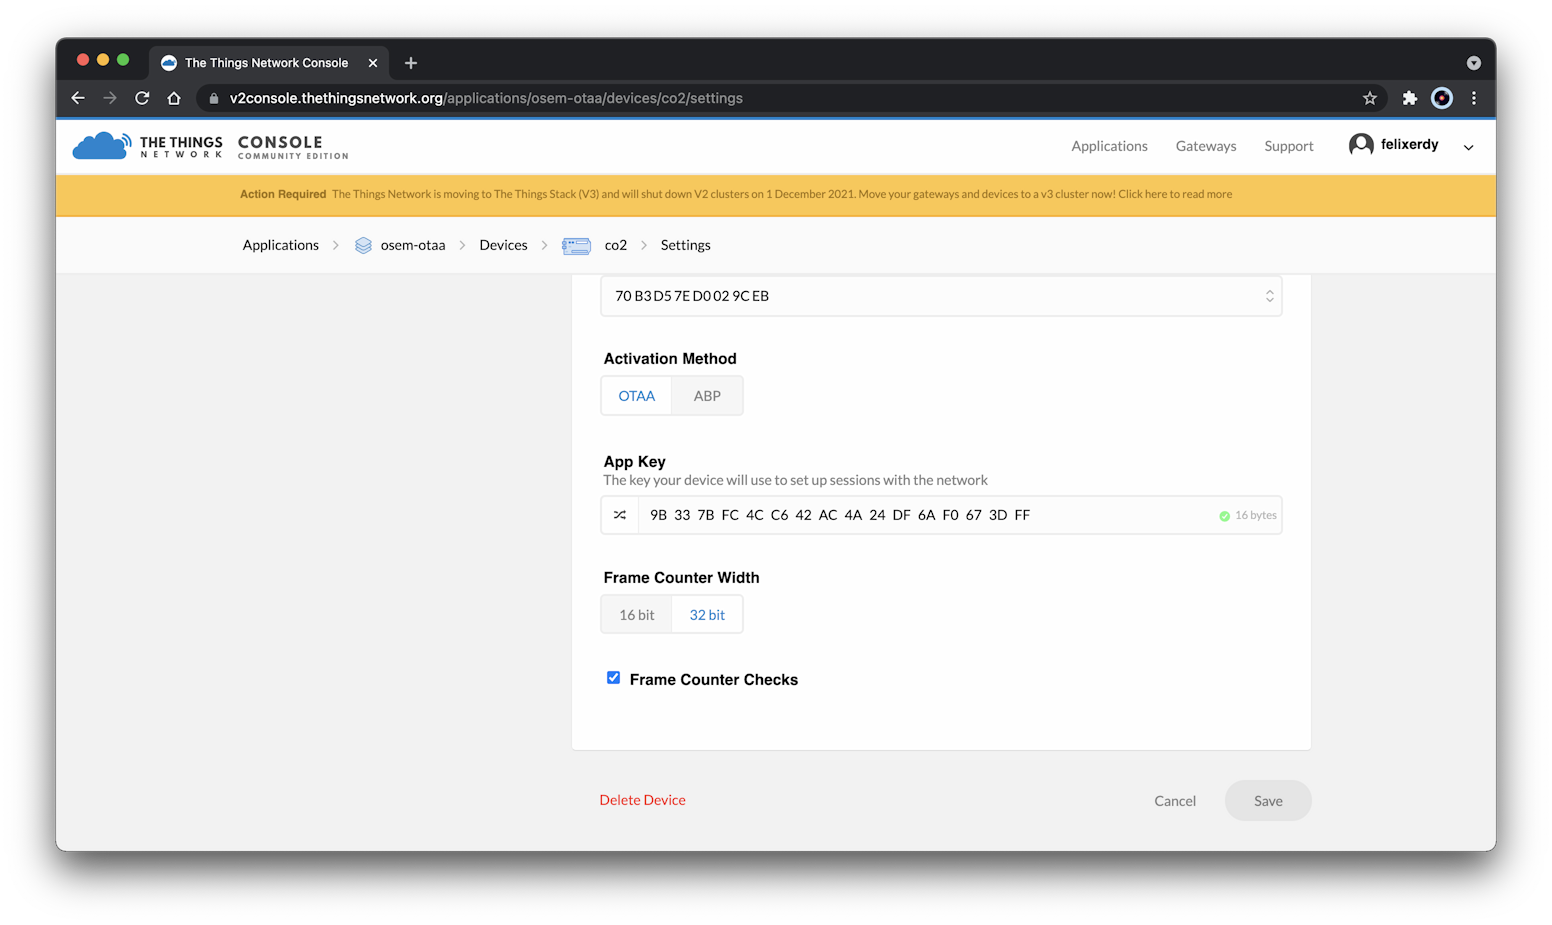 The Things Network Console
v2console.thethingsnetwork.org/applications/osem-otaa/devices/co2/settings
THE THINGS NETWORK CONSOLE COMMUNITY EDITION
Applications Gateways Support felixerdy
Action Required The Things Network is moving to The Things Stack (V3) and will shut down V2 clusters on 1 December 2021. Move your gateways and devices to a v3 cluster now! Click here to read more
Applications osem-otaa Devices co2 Settings
70 B3 D5 7E D0 02 9C EB
Activation Method
OTAA ABP
App Key
The key your device will use to set up sessions with the network
9B 33 7B FC 4C C6 42 AC 4A 24 DF 6A F0 67 3D FF 16 bytes
Frame Counter Width
16 bit 32 bit
Frame Counter Checks
Delete Device Cancel Save